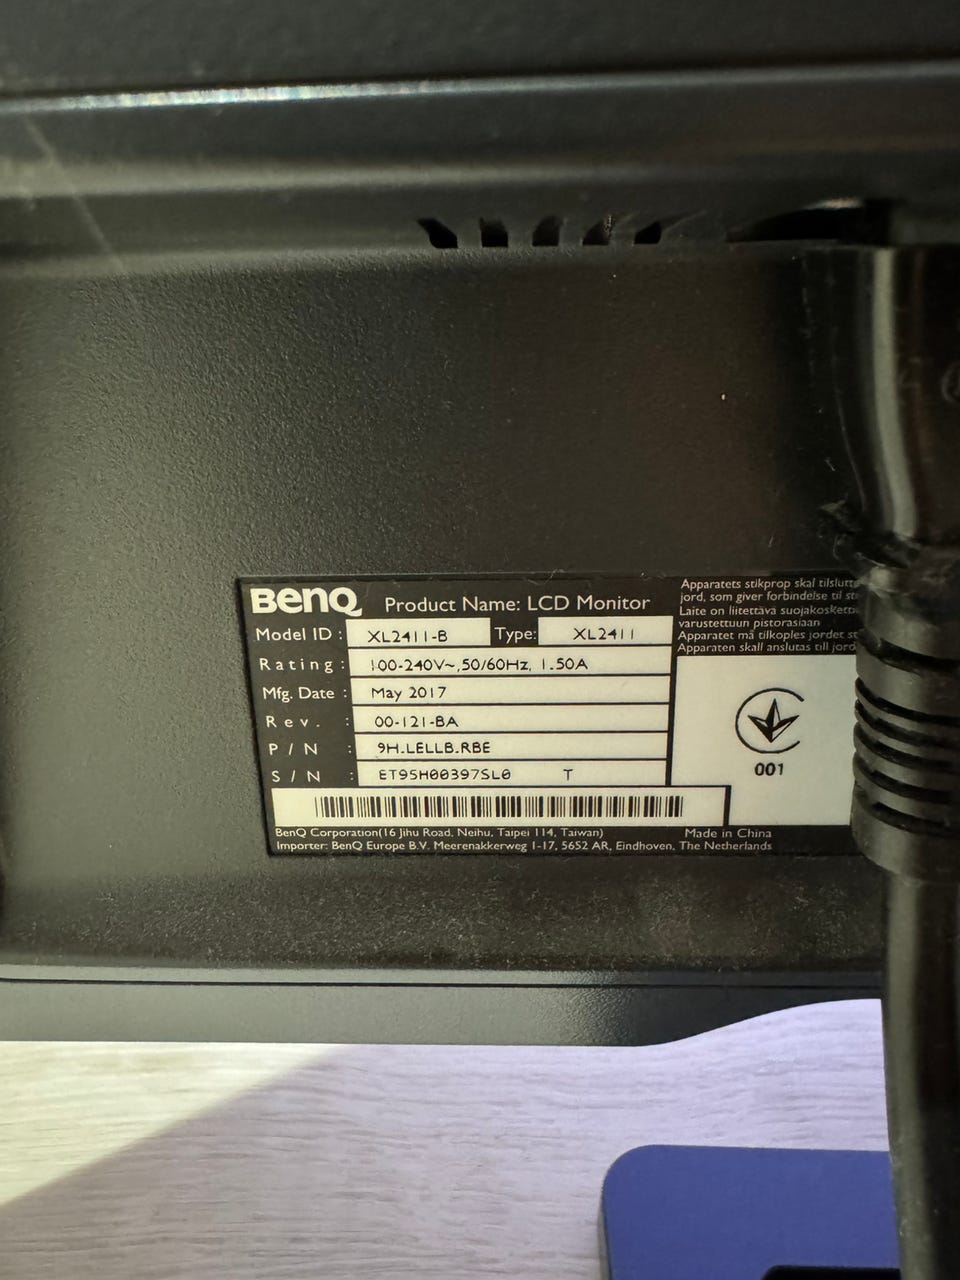 BenQ Product Name: LCD Monitor
Model ID : XL2411-B Type: XL2411
Rating : 100-240V~,50/60Hz, 1.50A
Mfg. Date : May 2017
Rev. : 00-121-BA
P/N : 9H.LELLB.RBE
S/N : ET95H00397SL0 T
BenQ Corporation(16 Jihu Road, Neihu, Taipei 114, Taiwan) Made in China
Importer: BenQ Europe B.V. Meerenakkerweg 1-17, 5652 AR, Eindhoven, The Netherlands
Apparatets stikprop skal
jord, som giver forbindelse til
Laite on liitettävä
varustettuun pistorasiaan
Apparatet må tilkoples jordet
Apparaten skall anslutas till
001